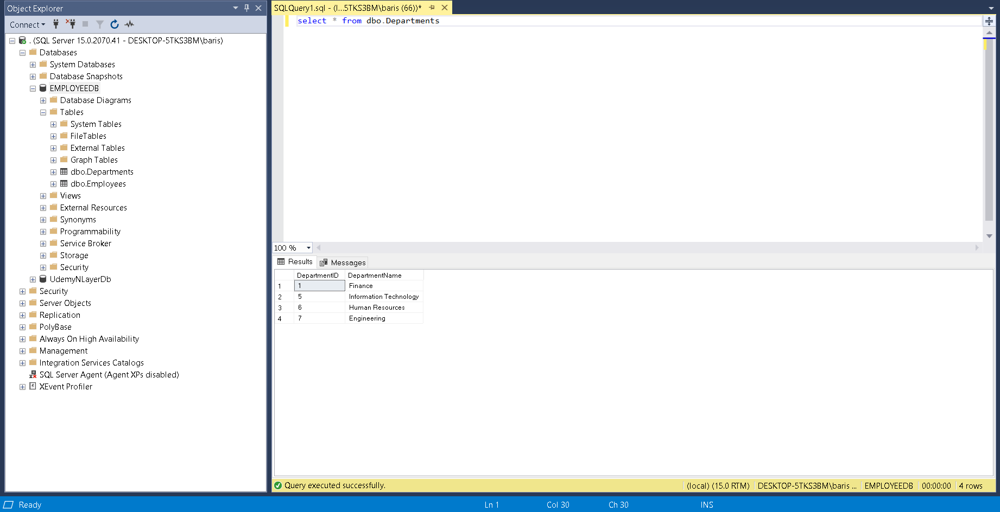 Object Explorer
Connect
. (SQL Server 15.0.2070.41 - DESKTOP-5TKS3BM\baris)
Databases
System Databases
Database Snapshots
EMPLOYEEDB
Database Diagrams
Tables
System Tables
FileTables
External Tables
Graph Tables
dbo.Departments
dbo.Employees
Views
External Resources
Synonyms
Programmability
Service Broker
Storage
Security
UdemyNLayerDb
Security
Server Objects
Replication
PolyBase
Always On High Availability
Management
Integration Services Catalogs
SQL Server Agent (Agent XPs disabled)
XEvent Profiler
SQLQuery1.sql - (l...5TKS3BM\baris (66))*
select * from dbo.Departments
100 %
Results Messages
DepartmentID DepartmentName
1 1 Finance
2 5 Information Technology
3 6 Human Resources
4 7 Engineering
Query executed successfully. (local) (15.0 RTM) DESKTOP-5TKS3BM\baris ... EMPLOYEEDB 00:00:00 4 rows
Ready Ln 1 Col 30 Ch 30 INS